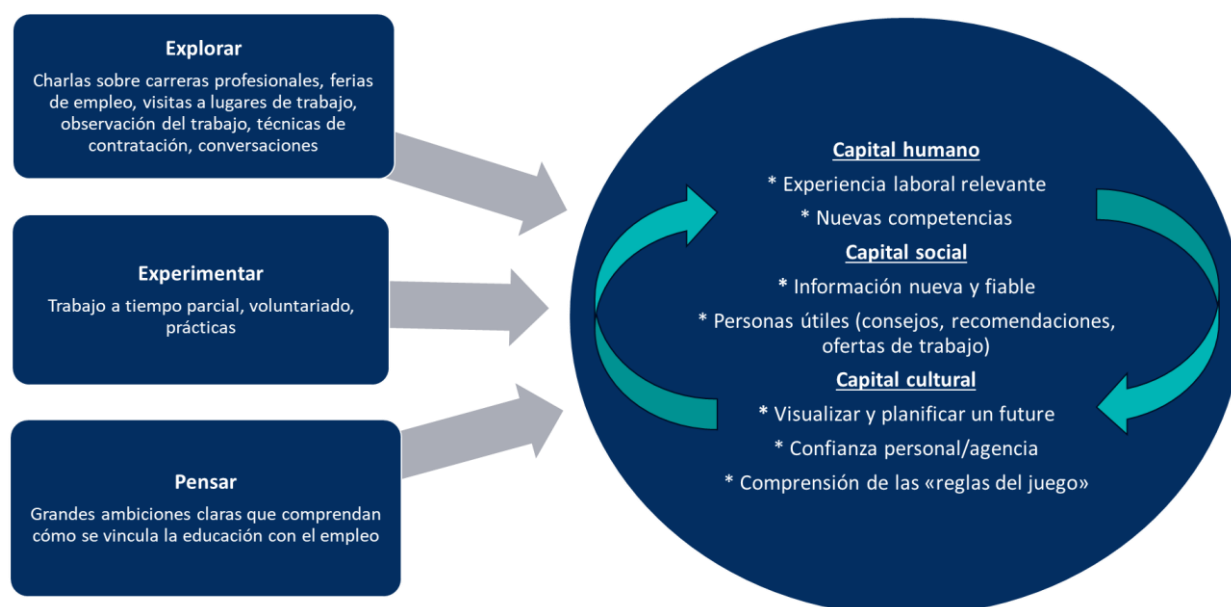 Explorar
Charlas sobre carreras profesionales, ferias
de empleo, visitas a lugares de trabajo,
observación del trabajo, técnicas de
contratación, conversaciones
Experimentar
Trabajo a tiempo parcial, voluntariado,
prácticas
Pensar
Grandes ambiciones claras que comprendan
cómo se vincula la educación con el empleo
Capital humano
* Experiencia laboral relevante
* Nuevas competencias
Capital social
* Información nueva y fiable
* Personas útiles (consejos, recomendaciones,
ofertas de trabajo)
Capital cultural
* Visualizar y planificar un future
* Confianza personal/agencia
* Comprensión de las «reglas del juego»